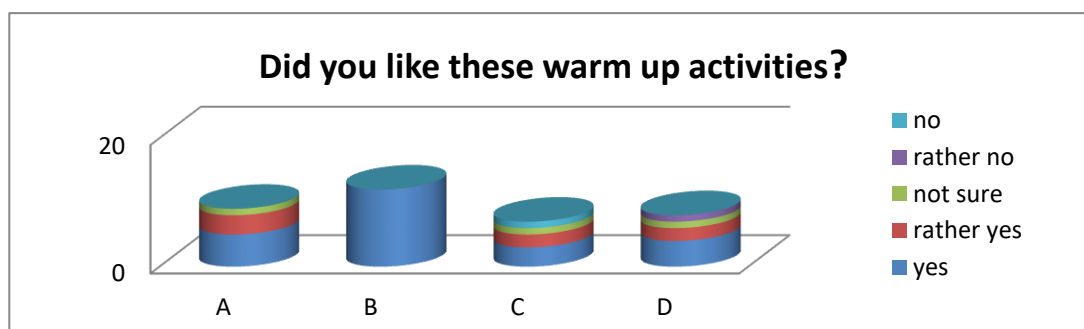 Did you like these warm up activities?
20
0
A B C D
no
rather no
not sure
rather yes
yes